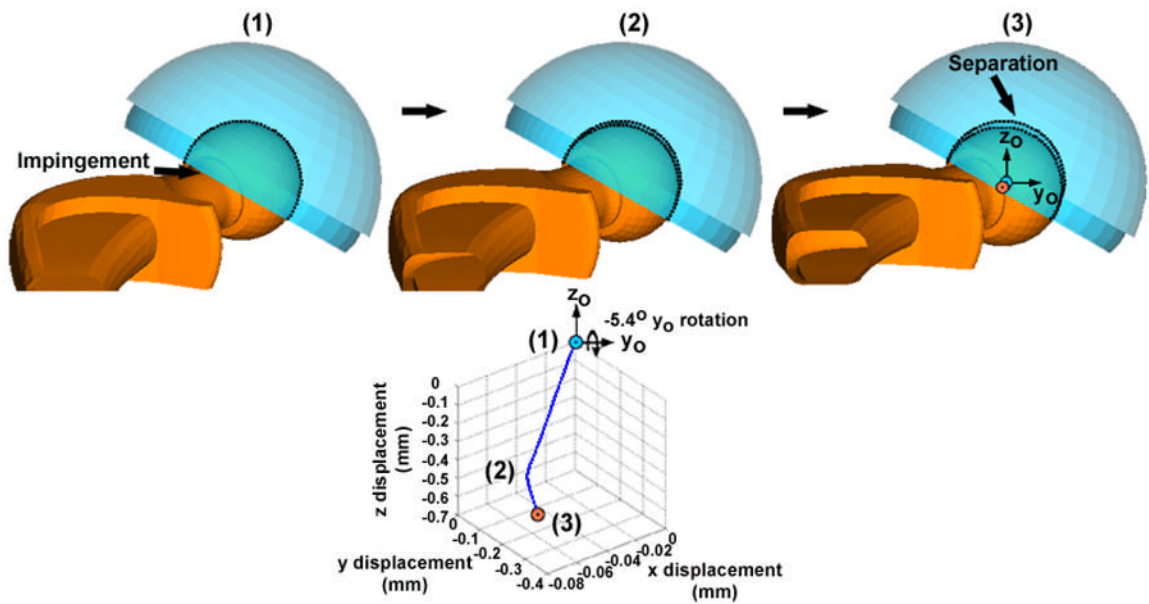 (1)
(2)
(3)
Separation
Impingement
zO
yO
zO
-5.4o yO rotation
(1)
yO
0
-0.1
-0.2
-0.3
-0.4
-0.5
-0.6
-0.7
z displacement
(mm)
(2)
(3)
0
-0.1
-0.2
-0.3
-0.4
y displacement
(mm)
0
-0.02
-0.04
-0.06
-0.08
x displacement
(mm)